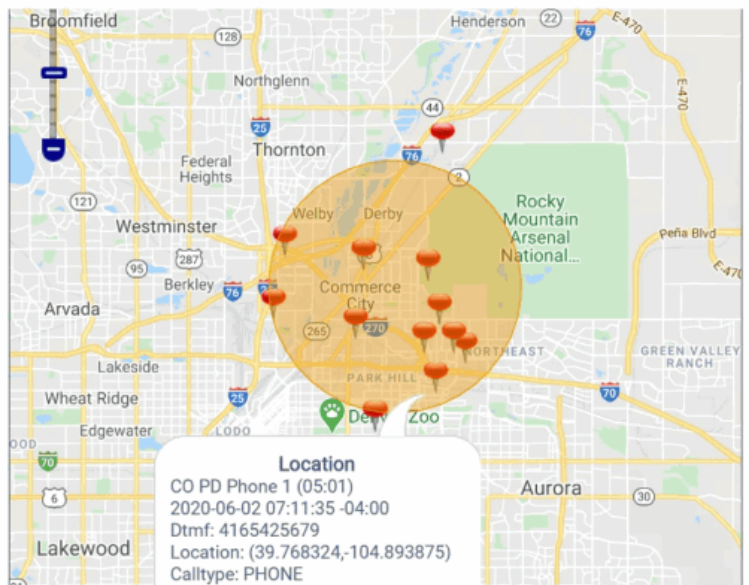 Broomfield
Henderson
22
76
E-470
128
E-470
Northglenn
44
25
Thornton
76
Federal
Heights
2
121
Welby
Derby
Rocky
Mountain
Arsenal
National...
Westminster
Peña Blvd
287
95
E-470
Berkley
76
Commerce
City
Arvada
265
270
NORTHEAST
GREEN VALLEY
RANCH
Lakeside
PARK HILL
Wheat Ridge
25
70
Edgewater
LODO
Zoo
OOD
70
Location
CO PD Phone 1 (05:01)
6
Aurora
30
2020-06-02 07:11:35 -04:00
Dtmf: 4165425679
Lakewood
Location: (39.768324,-104.893875)
Calltype: PHONE